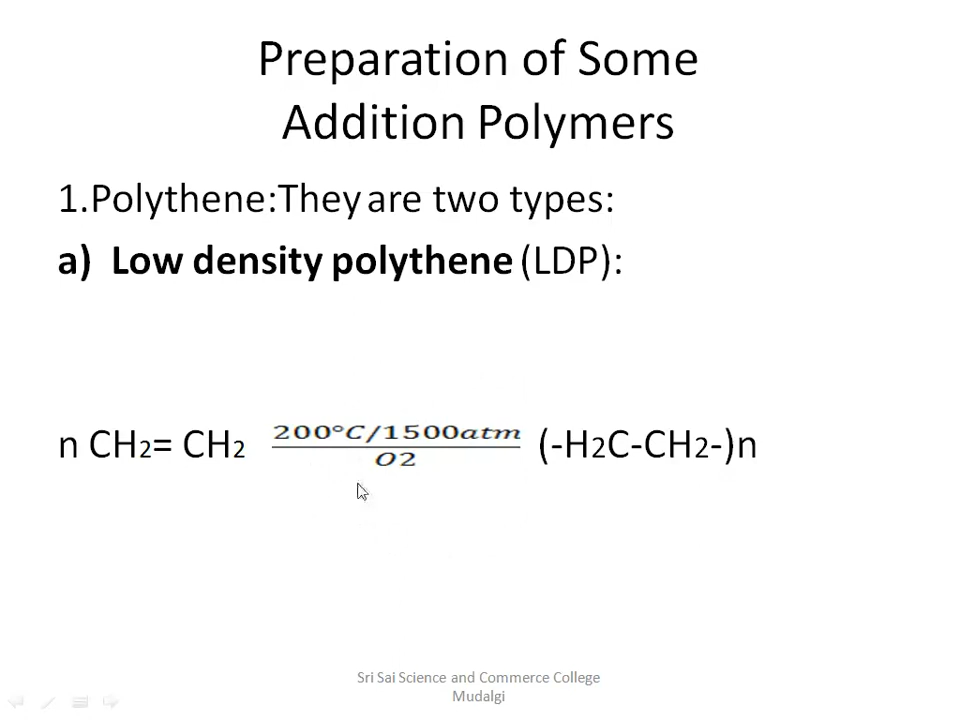 Preparation of Some
Addition Polymers
1.Polythene:They are two types:
a) Low density polythene (LDP):
n CH2= CH2 200°C/1500atm / O2 (-H2C-CH2-)n
Sri Sai Science and Commerce College
Mudalgi